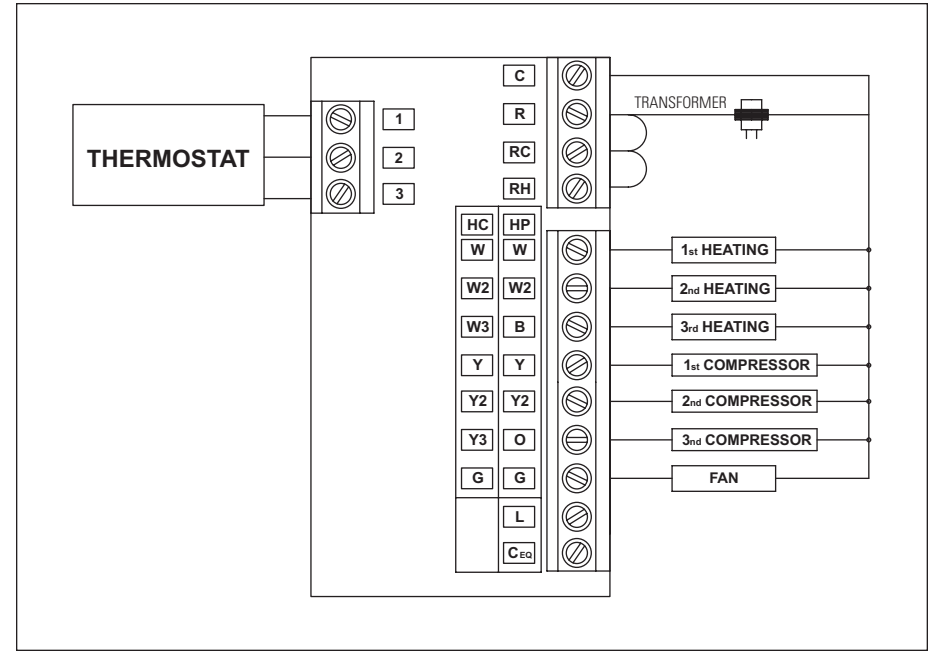 C
TRANSFORMER
R
1
THERMOSTAT
2
RC
3
RH
HC HP
W W
1st HEATING
W2 W2
2nd HEATING
W3 B
3rd HEATING
Y Y
1st COMPRESSOR
Y2 Y2
2nd COMPRESSOR
Y3 O
3nd COMPRESSOR
G G
FAN
L
CEQ